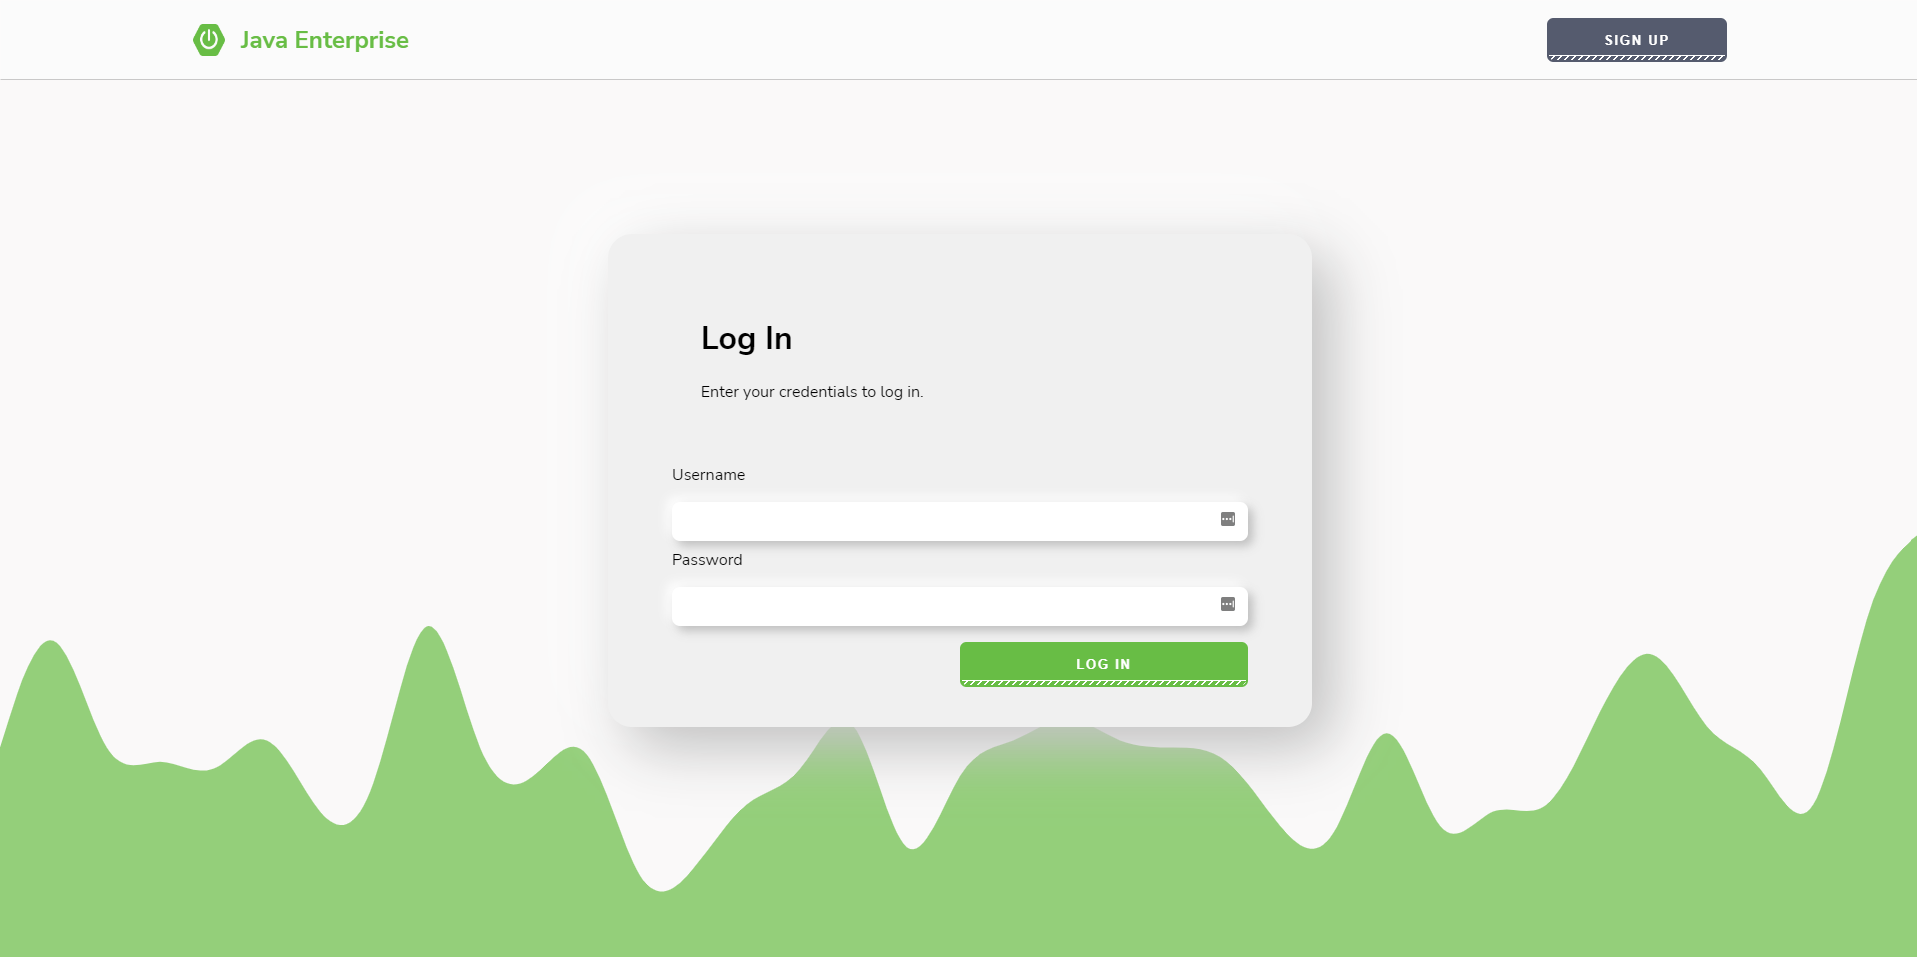 Java Enterprise
SIGN UP
Log In
Enter your credentials to log in.
Username
Password
LOG IN